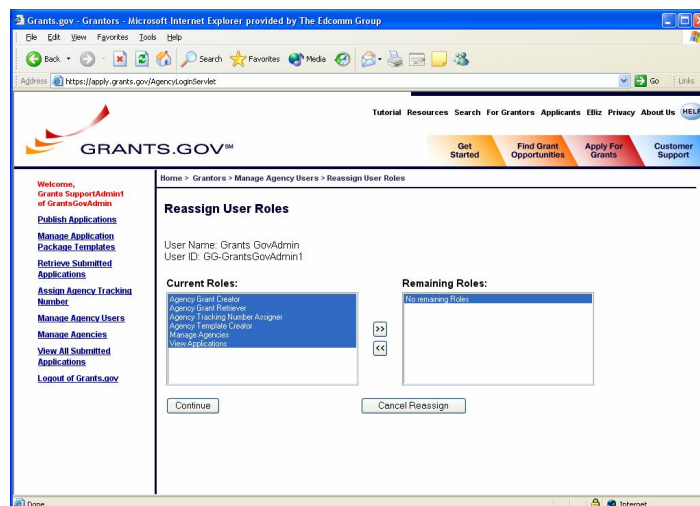 Grants.gov - Grantors - Microsoft Internet Explorer provided by The Edcomm Group
File Edit View Favorites Tools Help
Back Search Favorites Media
Address https://apply.grants.gov/AgencyLoginServlet Go Links
Tutorial Resources Search For Grantors Applicants EBiz Privacy About Us HELP
GRANTS.GOV℠
Get Started
Find Grant Opportunities
Apply For Grants
Customer Support
Home > Grantors > Manage Agency Users > Reassign User Roles
Welcome,
Grants SupportAdmin1
of GrantsGovAdmin
Publish Applications
Manage Application
Package Templates
Retrieve Submitted
Applications
Assign Agency Tracking
Number
Manage Agency Users
Manage Agencies
View All Submitted
Applications
Logout of Grants.gov
Reassign User Roles
User Name: Grants GovAdmin
User ID: GG-GrantsGovAdmin1
Current Roles:
Agency Grant Creator
Agency Grant Retriever
Agency Tracking Number Assigner
Agency Template Creator
Manage Agencies
View Applications
>>
<<
Remaining Roles:
No remaining Roles
Continue
Cancel Reassign
Done
Internet